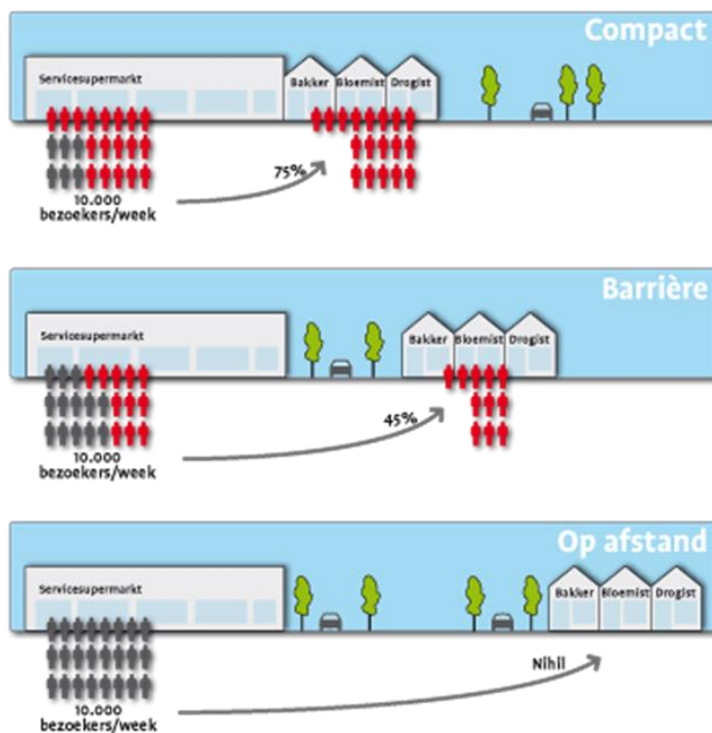 Compact
Servicesupermarkt
Bakker Bloemist Drogist
75%
10.000
bezoekers/week
Barrière
Servicesupermarkt
Bakker Bloemist Drogist
45%
10.000
bezoekers/week
Op afstand
Servicesupermarkt
Bakker Bloemist Drogist
Nihil
10.000
bezoekers/week